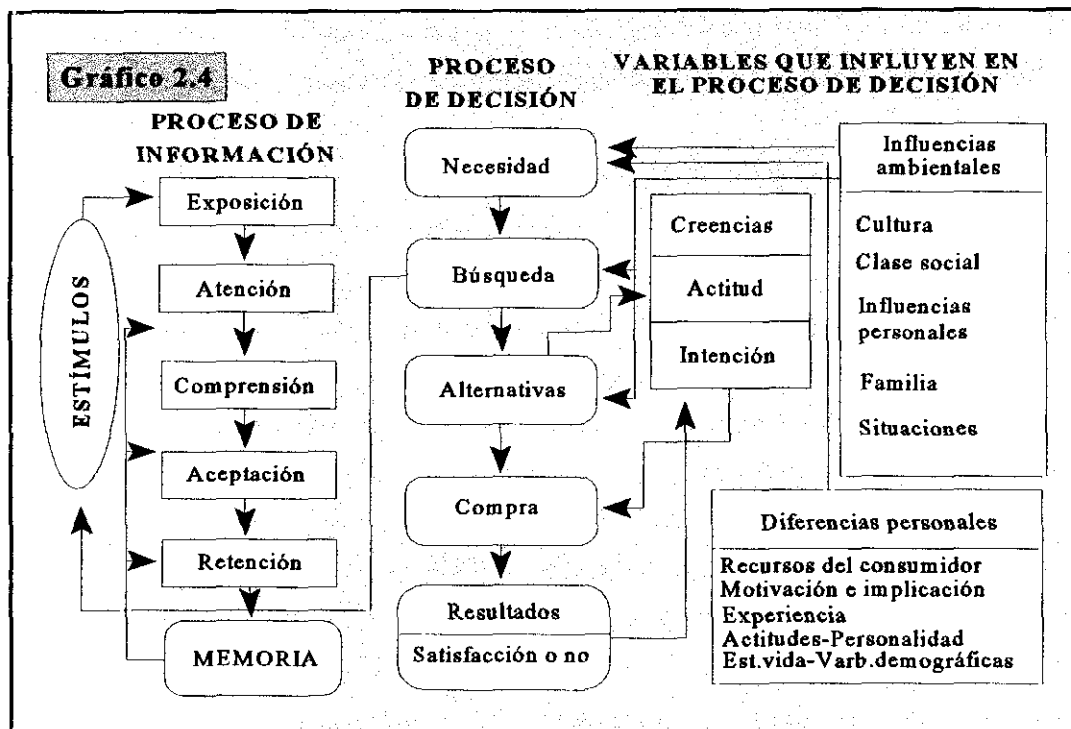 Gráfico 2.4
PROCESO DE
INFORMACIÓN
ESTÍMULOS
Exposición
Atención
Comprensión
Aceptación
Retención
MEMORIA
PROCESO
DE DECISIÓN
Necesidad
Búsqueda
Alternativas
Compra
Resultados
Satisfacción o no
VARIABLES QUE INFLUYEN EN
EL PROCESO DE DECISIÓN
Creencias
Actitud
Intención
Influencias
ambientales
Cultura
Clase social
Influencias
personales
Familia
Situaciones
Diferencias personales
Recursos del consumidor
Motivación e implicación
Experiencia
Actitudes-Personalidad
Est.vida-Varb.demográficas